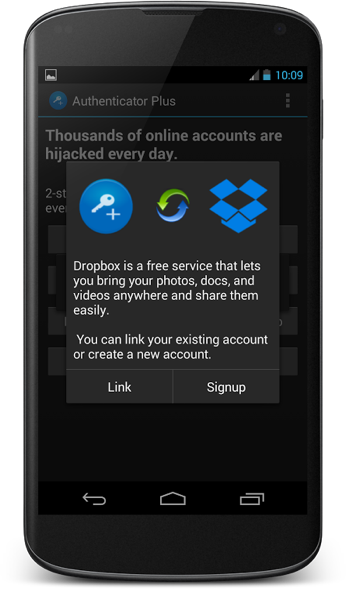 10:09
Authenticator Plus
Thousands of online accounts are
hijacked every day.
2-st
ever
Dropbox is a free service that lets
you bring your photos, docs, and
videos anywhere and share them
easily.
You can link your existing account
or create a new account.
Link
Signup